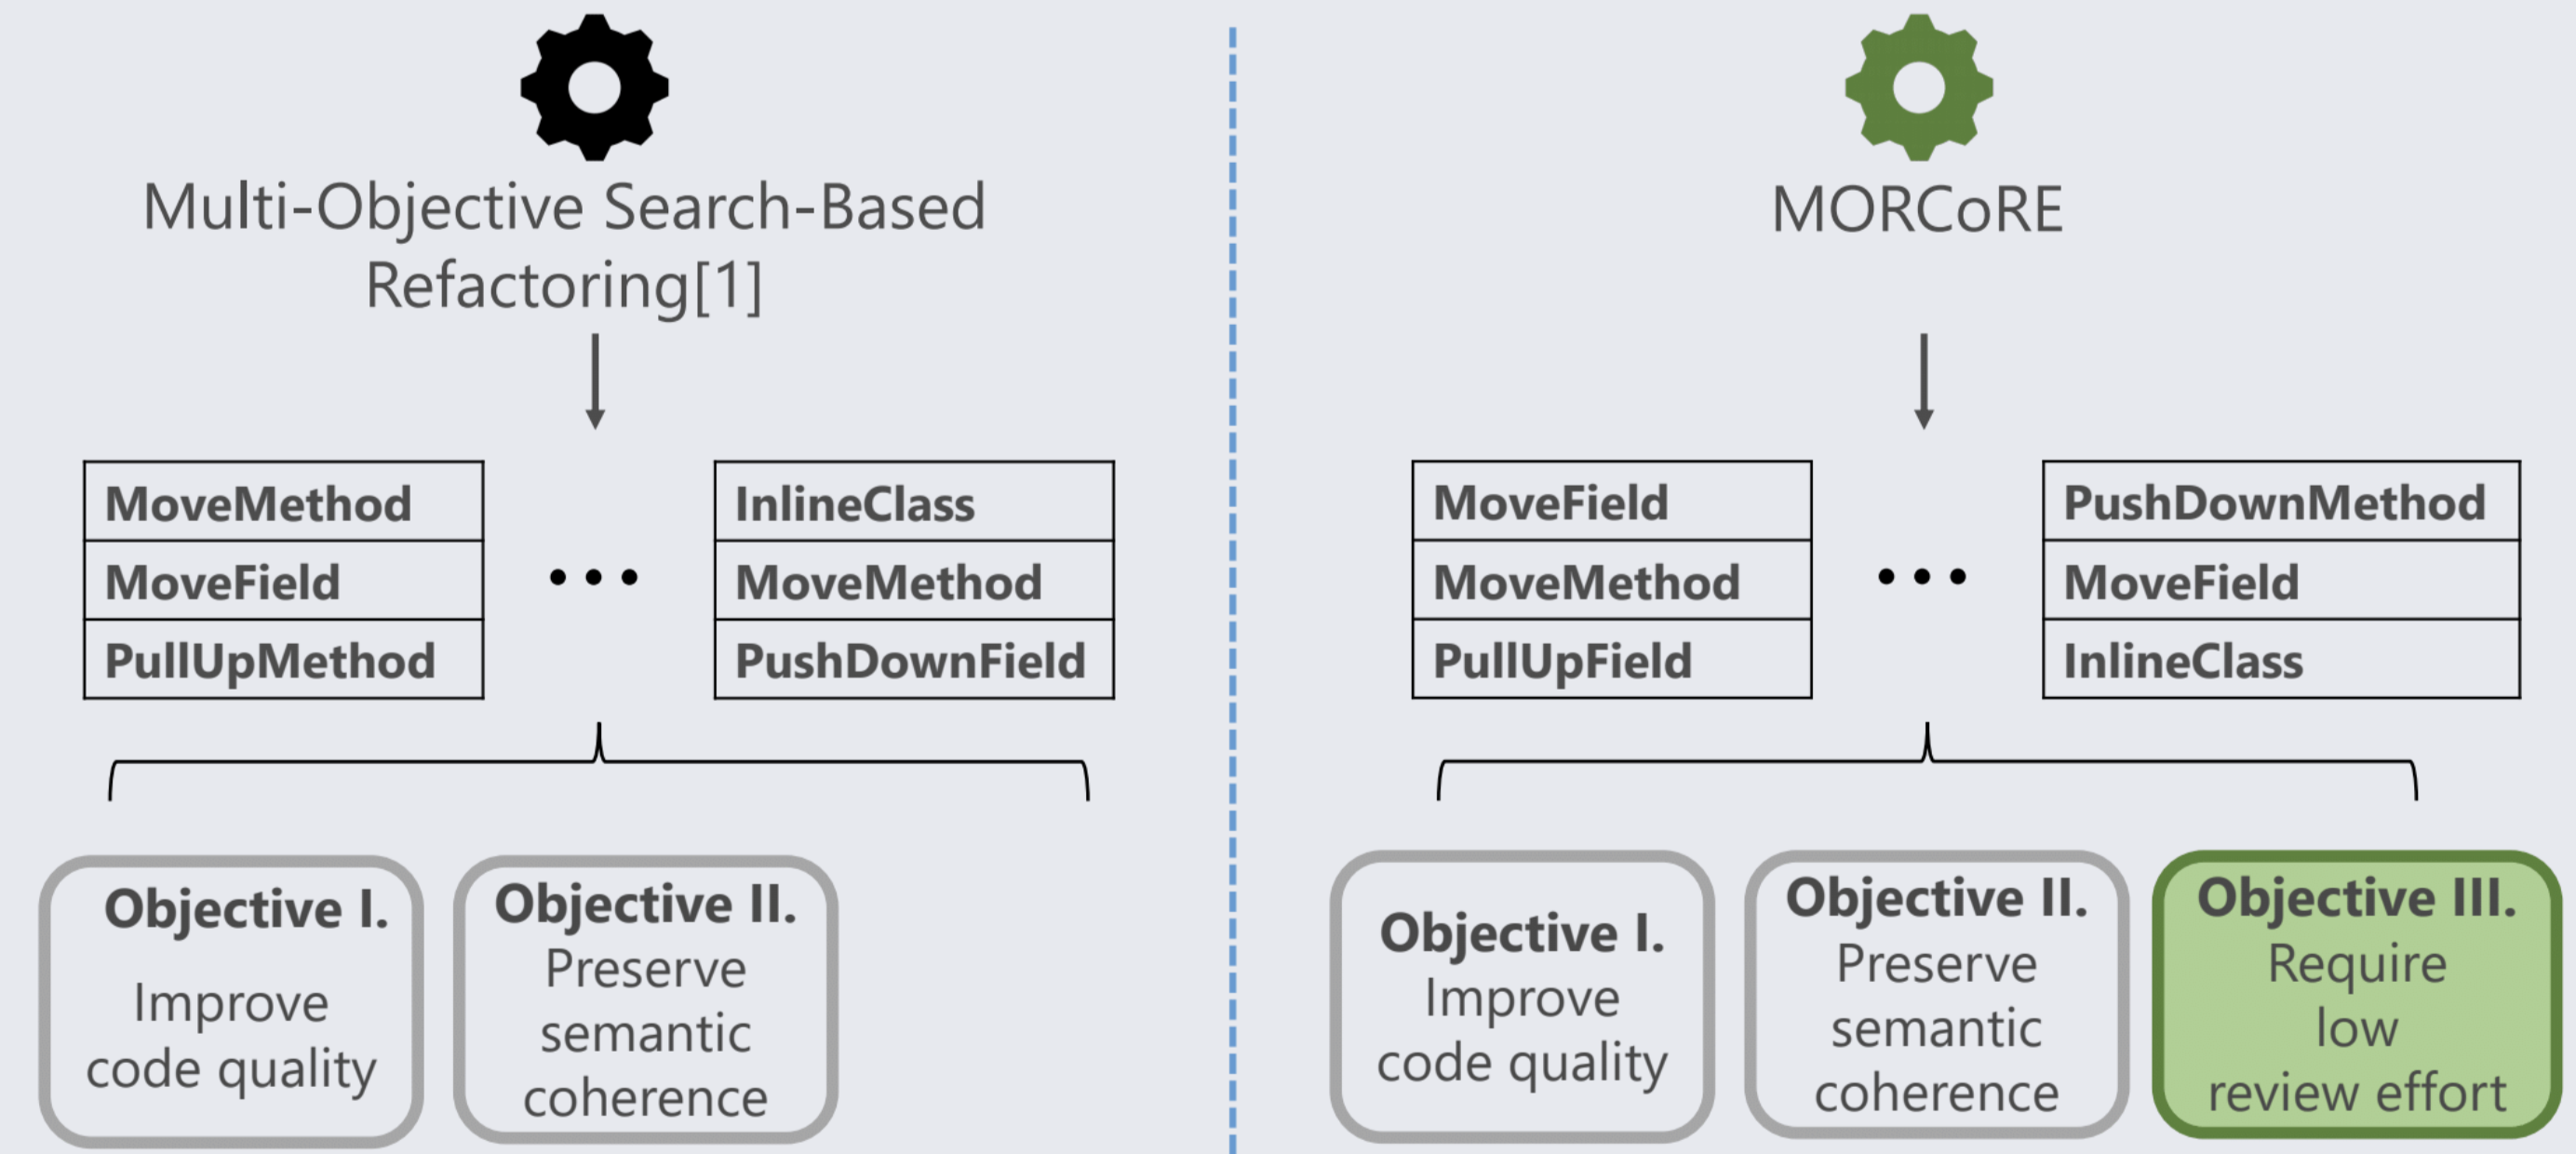 Multi-Objective Search-Based
Refactoring[1]
MoveMethod
MoveField
PullUpMethod
InlineClass
MoveMethod
PushDownField
Objective I.
Improve
code quality
Objective II.
Preserve
semantic
coherence
MORCoRE
MoveField
MoveMethod
PullUpField
PushDownMethod
MoveField
InlineClass
Objective I.
Improve
code quality
Objective II.
Preserve
semantic
coherence
Objective III.
Require
low
review effort